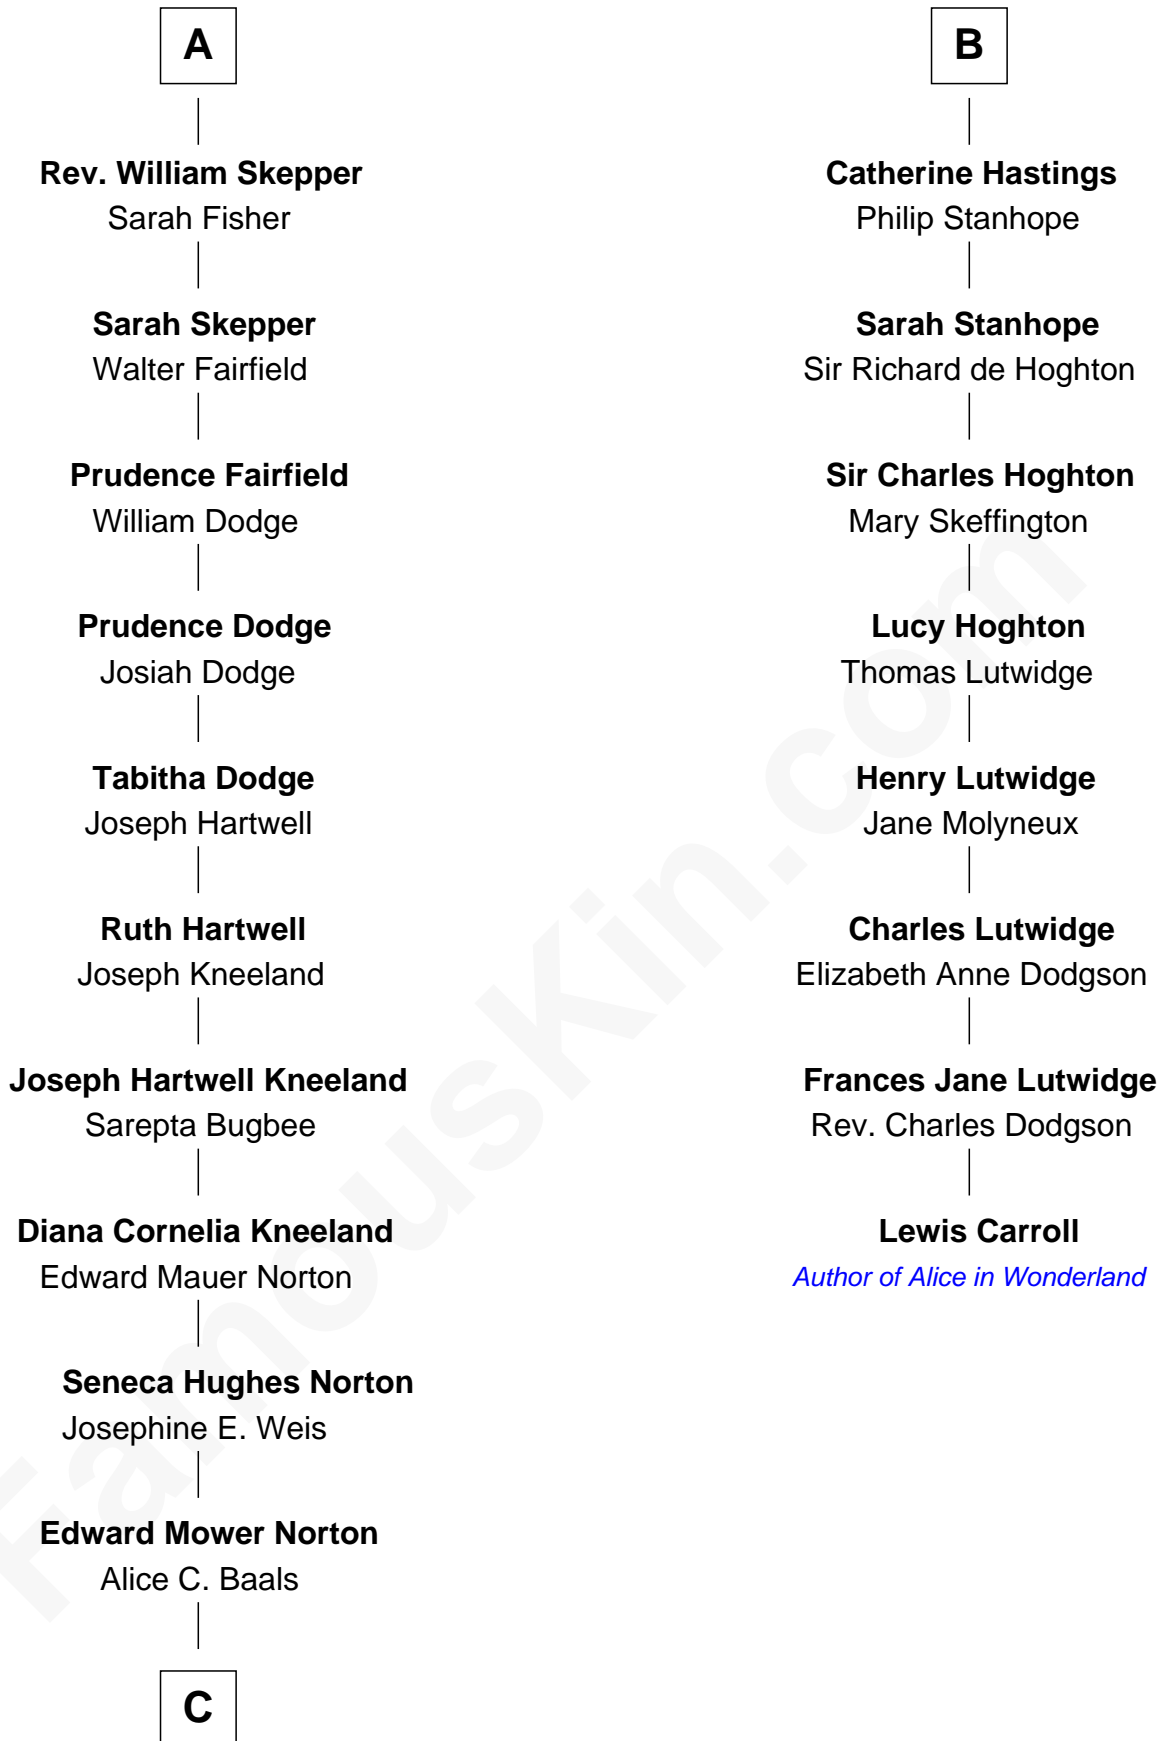 A
Rev. William Skepper
Sarah Fisher
Sarah Skepper
Walter Fairfield
Prudence Fairfield
William Dodge
Prudence Dodge
Josiah Dodge
Tabitha Dodge
Joseph Hartwell
Ruth Hartwell
Joseph Kneeland
Joseph Hartwell Kneeland
Sarepta Bugbee
Diana Cornelia Kneeland
Edward Mauer Norton
Seneca Hughes Norton
Josephine E. Weis
Edward Mower Norton
Alice C. Baals
C
B
Catherine Hastings
Philip Stanhope
Sarah Stanhope
Sir Richard de Hoghton
Sir Charles Hoghton
Mary Skeffington
Lucy Hoghton
Thomas Lutwidge
Henry Lutwidge
Jane Molyneux
Charles Lutwidge
Elizabeth Anne Dodgson
Frances Jane Lutwidge
Rev. Charles Dodgson
Lewis Carroll
Author of Alice in Wonderland
FamousKin.com